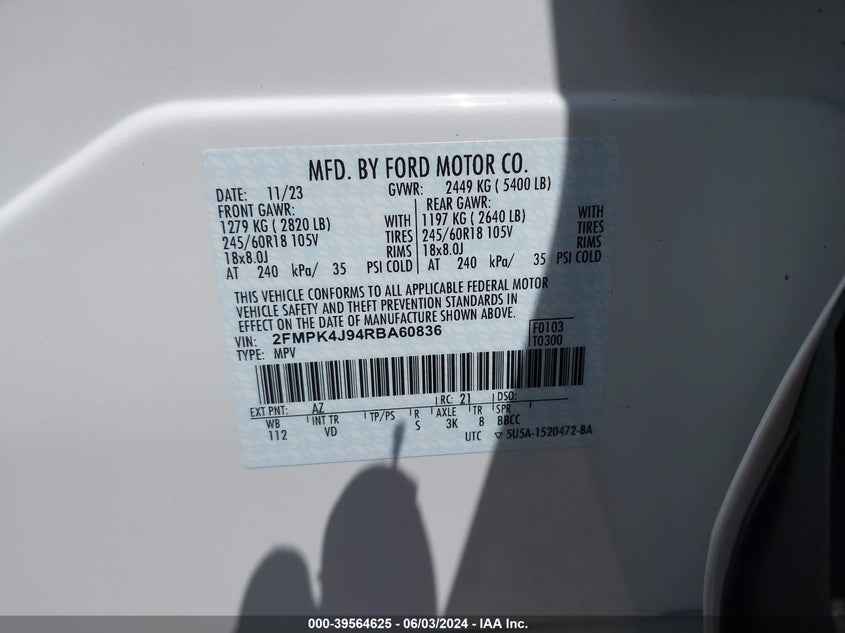 MFD. BY FORD MOTOR CO.
DATE: 11/23 GVWR: 2449 KG ( 5400 LB)
FRONT GAWR: REAR GAWR:
1279 KG ( 2820 LB) WITH 1197 KG ( 2640 LB) WITH
245/60R18 105V TIRES 245/60R18 105V TIRES
18x8.0J RIMS 18x8.0J RIMS
AT 240 kPa/ 35 PSI COLD AT 240 kPa/ 35 PSI COLD
THIS VEHICLE CONFORMS TO ALL APPLICABLE FEDERAL MOTOR
VEHICLE SAFETY AND THEFT PREVENTION STANDARDS IN
EFFECT ON THE DATE OF MANUFACTURE SHOWN ABOVE.
VIN: 2FMPK4J94RBA60836 F0103
TYPE: MPV T0300
EXT PNT: AZ RC: 21 DSO:
WB INT TR TP/PS R AXLE TR SPR
112 VD S 3K 8 BBCC
UTC 5U5A-1520472-BA
000-39564625 - 06/03/2024 - IAA Inc.